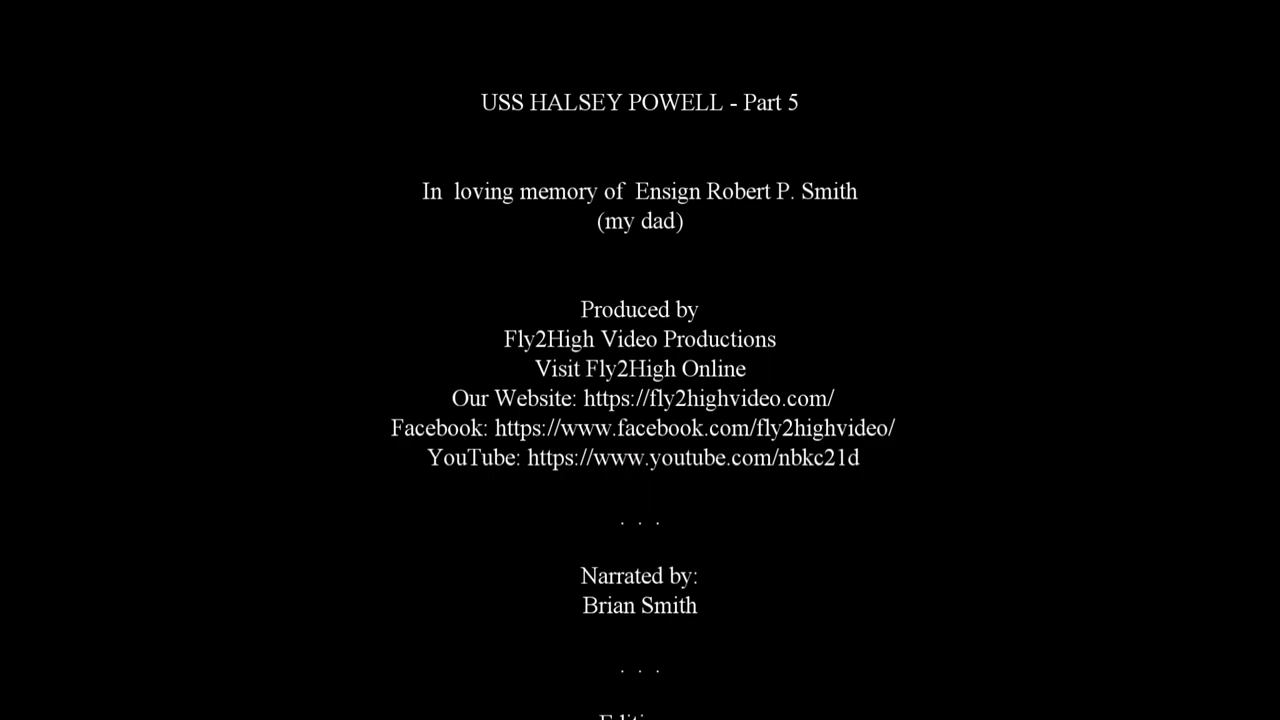 USS HALSEY POWELL - Part 5
In loving memory of Ensign Robert P. Smith
(my dad)
Produced by
Fly2High Video Productions
Visit Fly2High Online
Our Website: https://fly2highvideo.com/
Facebook: https://www.facebook.com/fly2highvideo/
YouTube: https://www.youtube.com/nbkc21d
. . .
Narrated by:
Brian Smith
. . .